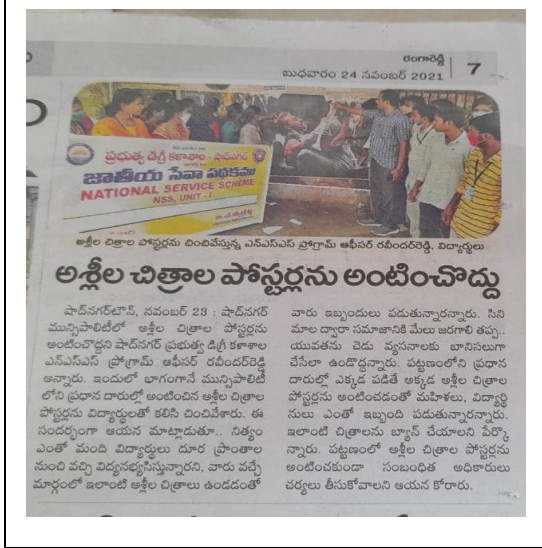 రంగారెడ్డి
బుధవారం 24 నవంబర్ 2021
7
ప్రభుత్వ డిగ్రీ కళాశాల - షాద్‌నగర్
జాతీయ సేవా పథకము
NATIONAL SERVICE SCHEME
NSS, UNIT - I
అశ్లీల చిత్రాల పోస్టర్లను చించివేస్తున్న ఎన్ఎస్ఎస్ ప్రోగ్రామ్ ఆఫీసర్ రవీందర్‌రెడ్డి, విద్యార్థులు
అశ్లీల చిత్రాల పోస్టర్లను అంటించొద్దు
షాద్‌నగర్‌టౌన్, నవంబర్ 23 : షాద్‌నగర్
మున్సిపాలిటీలో అశ్లీల చిత్రాల పోస్టర్లను
అంటించొద్దని షాద్‌నగర్ ప్రభుత్వ డిగ్రీ కళాశాల
ఎన్ఎస్ఎస్ ప్రోగ్రామ్ ఆఫీసర్ రవీందర్‌రెడ్డి
అన్నారు. ఇందులో భాగంగానే మున్సిపాలిటీ
లోని ప్రధాన దారుల్లో అంటించిన అశ్లీల చిత్రాల
పోస్టర్లను విద్యార్థులతో కలిసి చించివేశారు. ఈ
సందర్భంగా ఆయన మాట్లాడుతూ.. నిత్యం
ఎంతో మంది విద్యార్థులు దూర ప్రాంతాల
నుంచి వచ్చి విద్యనభ్యసిస్తున్నారని, వారు వచ్చే
మార్గంలో ఇలాంటి అశ్లీల చిత్రాలు ఉండడంతో
వారు ఇబ్బందులు పడుతున్నారన్నారు. సిని
మాల ద్వారా సమాజానికి మేలు జరగాలి తప్ప..
యువతను చెడు వ్యసనాలకు బానిసలుగా
చేసేలా ఉండొద్దన్నారు. పట్టణంలోని ప్రధాన
దారుల్లో ఎక్కడ పడితే అక్కడ అశ్లీల చిత్రాల
పోస్టర్లను అంటించడంతో మహిళలు, విద్యార్థి
నులు ఎంతో ఇబ్బంది పడుతున్నారన్నారు.
ఇలాంటి చిత్రాలను బ్యాన్ చేయాలని పేర్కొ
న్నారు. పట్టణంలో అశ్లీల చిత్రాల పోస్టర్లను
అంటించకుండా సంబంధిత అధికారులు
చర్యలు తీసుకోవాలని ఆయన కోరారు.